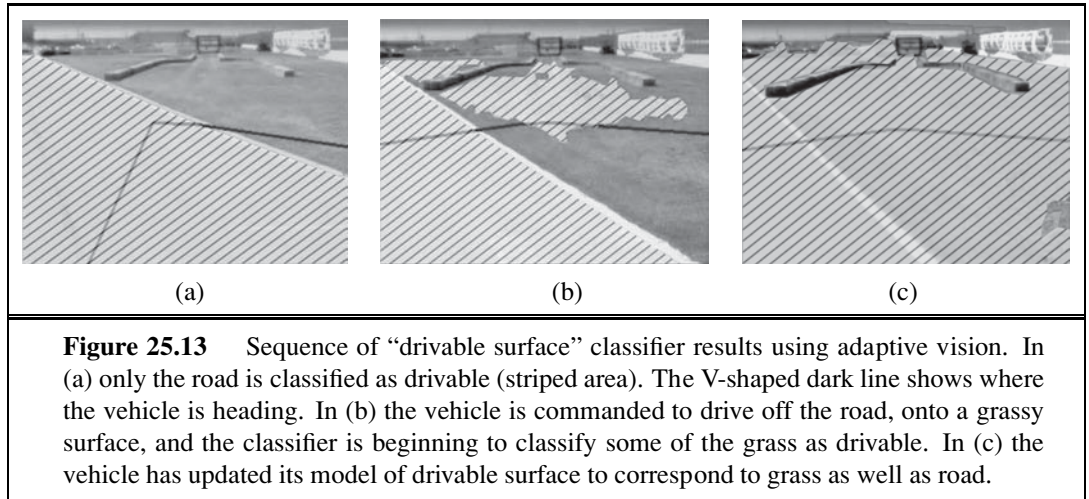 (a) (b) (c)
Figure 25.13 Sequence of “drivable surface” classifier results using adaptive vision. In
(a) only the road is classified as drivable (striped area). The V-shaped dark line shows where
the vehicle is heading. In (b) the vehicle is commanded to drive off the road, onto a grassy
surface, and the classifier is beginning to classify some of the grass as drivable. In (c) the
vehicle has updated its model of drivable surface to correspond to grass as well as road.